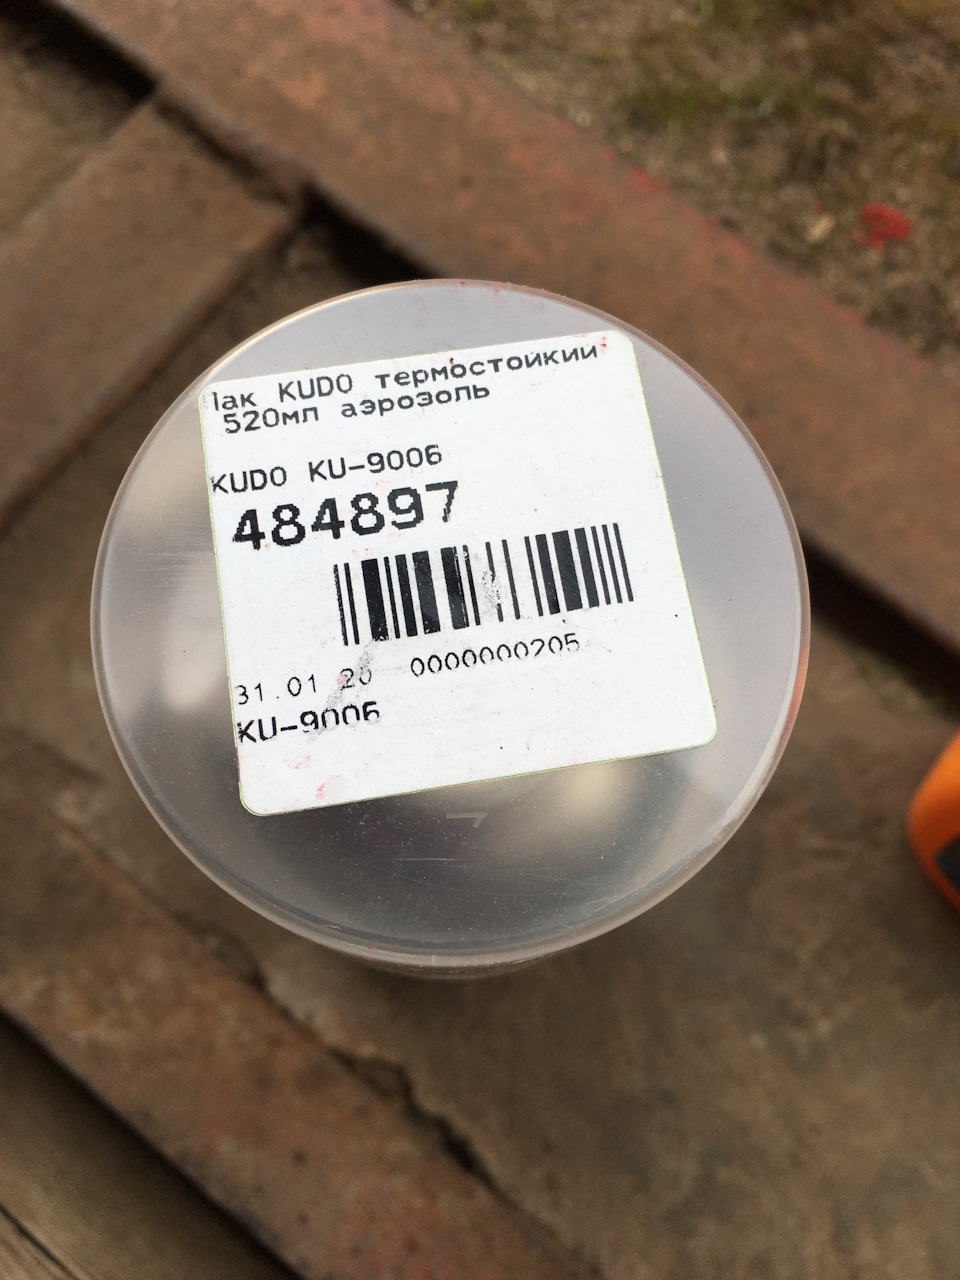 Лак KUDO термостойкий
520мл аэрозоль
KUDO KU-9006
484897
31.01 20 0000000205
KU-9006